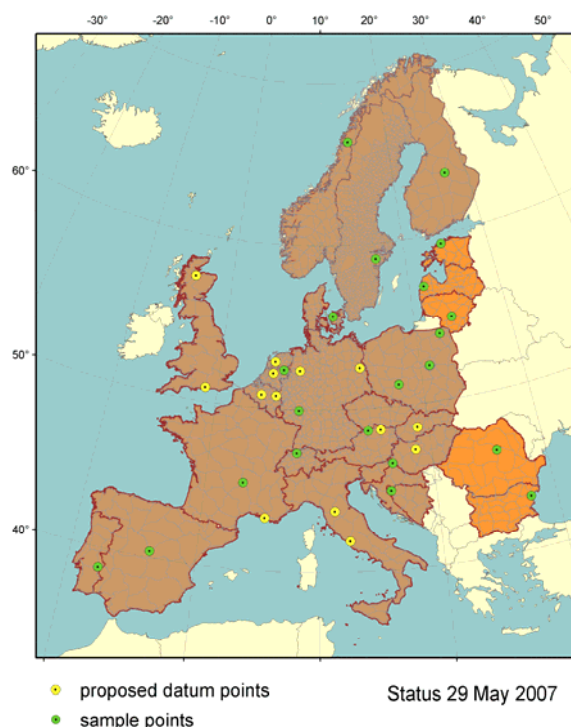 -30° -20° -10° 0° 10° 20° 30° 40° 50°
60°
50°
40°
proposed datum points
Status 29 May 2007
sample points